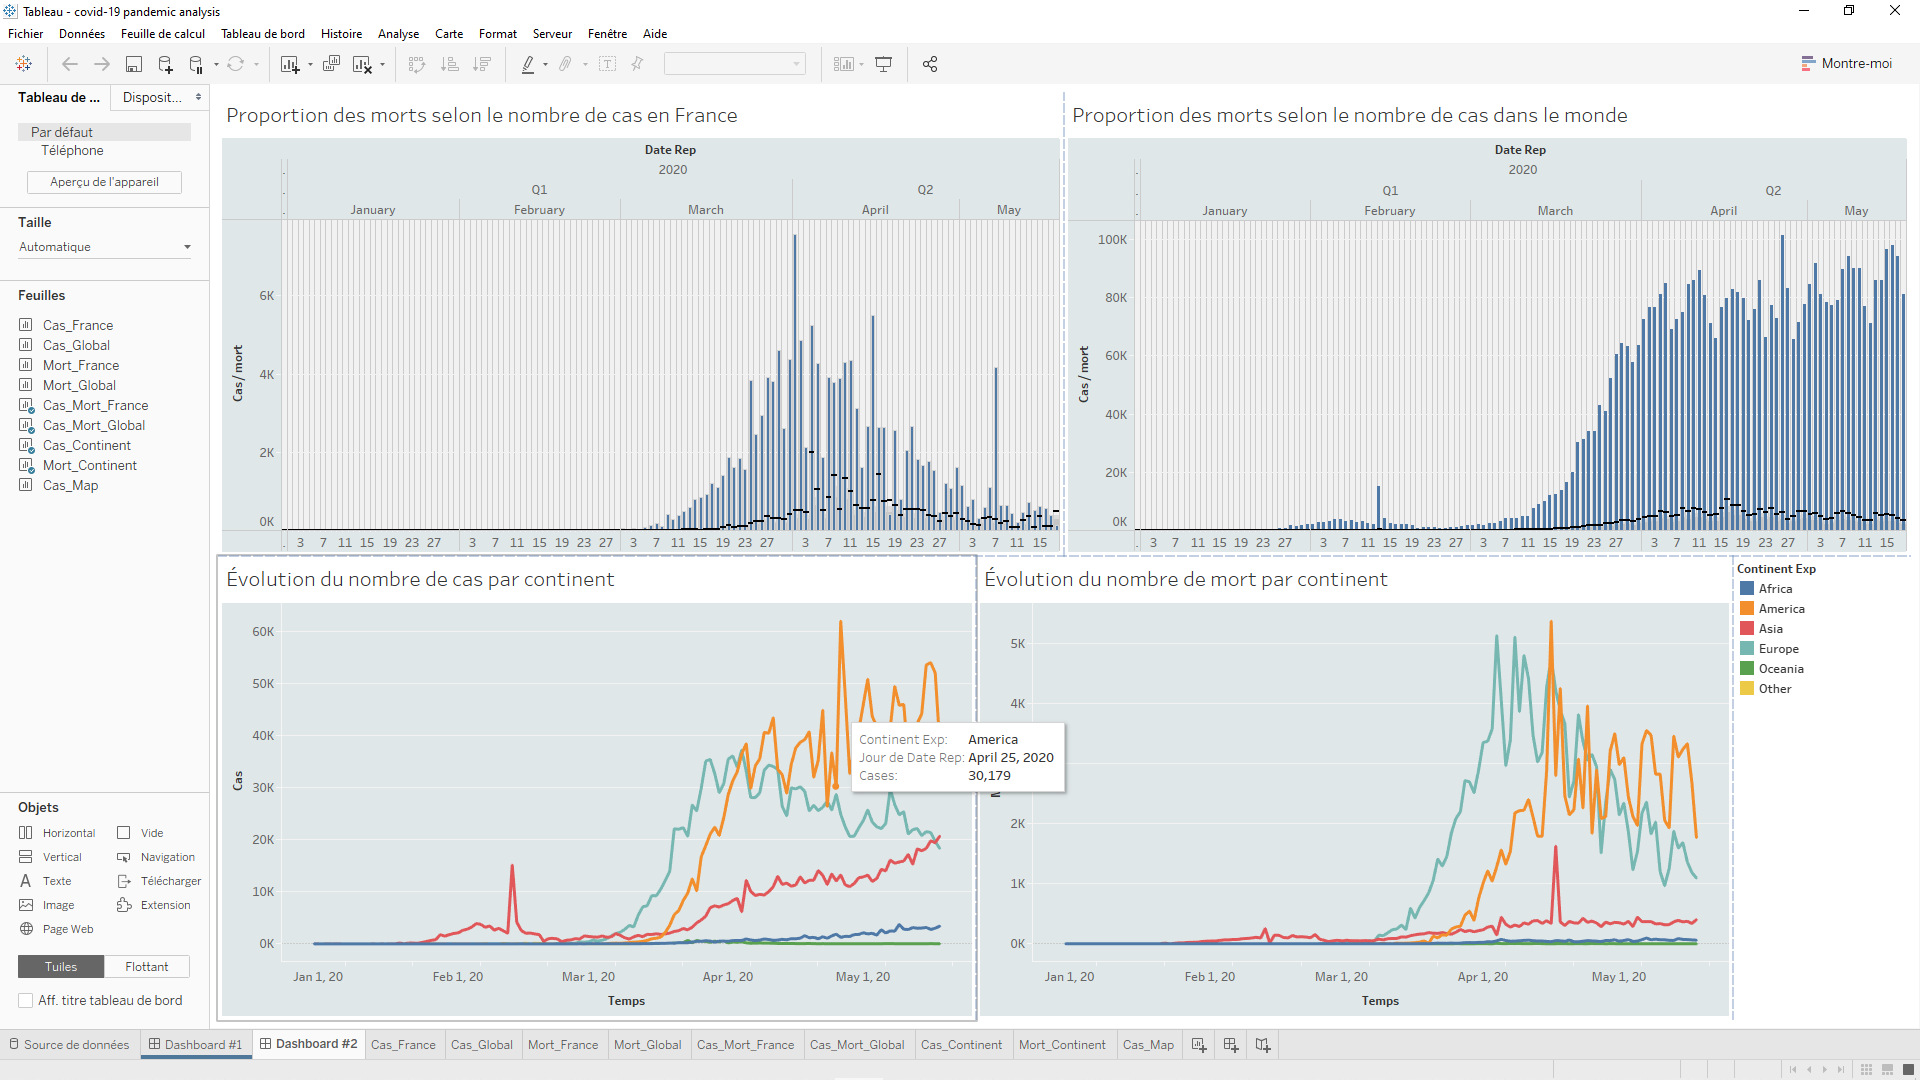 Tableau - covid-19 pandemic analysis
Fichier Données Feuille de calcul Tableau de bord Histoire Analyse Carte Format Serveur Fenêtre Aide
Montre-moi
Tableau de ... Disposit...
Par défaut
Téléphone
Aperçu de l'appareil
Taille
Automatique
Feuilles
Cas_France
Cas_Global
Mort_France
Mort_Global
Cas_Mort_France
Cas_Mort_Global
Cas_Continent
Mort_Continent
Cas_Map
Objets
Horizontal Vide
Vertical Navigation
Texte Télécharger
Image Extension
Page Web
Tuiles Flottant
Aff. titre tableau de bord
Proportion des morts selon le nombre de cas en France
Date Rep
2020
Q1 Q2
January February March April May
6K
4K
2K
0K
Cas / mort
3 7 11 15 19 23 27 3 7 11 15 19 23 27 3 7 11 15 19 23 27 3 7 11 15 19 23 27 3 7 11 15
Proportion des morts selon le nombre de cas dans le monde
Date Rep
2020
Q1 Q2
January February March April May
100K
80K
60K
40K
20K
0K
Cas / mort
3 7 11 15 19 23 27 3 7 11 15 19 23 27 3 7 11 15 19 23 27 3 7 11 15 19 23 27 3 7 11 15
Évolution du nombre de cas par continent
60K
50K
40K
30K
20K
10K
0K
Cas
Jan 1, 20 Feb 1, 20 Mar 1, 20 Apr 1, 20 May 1, 20
Temps
Continent Exp: America
Jour de Date Rep: April 25, 2020
Cases: 30,179
Évolution du nombre de mort par continent
5K
4K
2K
1K
0K
Jan 1, 20 Feb 1, 20 Mar 1, 20 Apr 1, 20 May 1, 20
Temps
Continent Exp
Africa
America
Asia
Europe
Oceania
Other
Source de données Dashboard #1 Dashboard #2 Cas_France Cas_Global Mort_France Mort_Global Cas_Mort_France Cas_Mort_Global Cas_Continent Mort_Continent Cas_Map